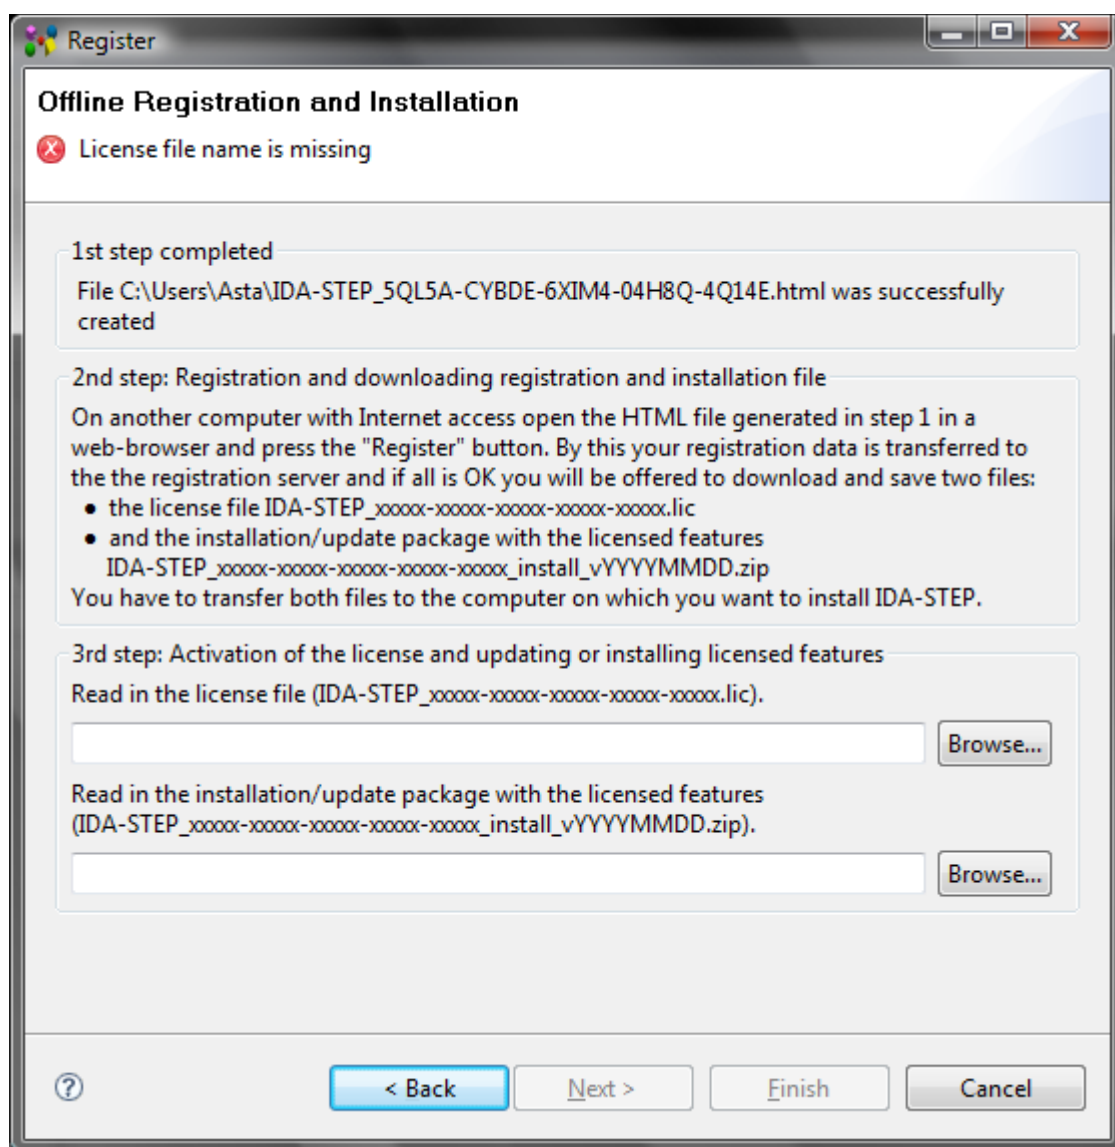 Register
Offline Registration and Installation
License file name is missing
1st step completed
File C:\Users\Asta\IDA-STEP_5QL5A-CYBDE-6XIM4-04H8Q-4Q14E.html was successfully
created
2nd step: Registration and downloading registration and installation file
On another computer with Internet access open the HTML file generated in step 1 in a
web-browser and press the "Register" button. By this your registration data is transferred to
the the registration server and if all is OK you will be offered to download and save two files:
• the license file IDA-STEP_xxxxx-xxxxx-xxxxx-xxxxx-xxxxx.lic
• and the installation/update package with the licensed features
IDA-STEP_xxxxx-xxxxx-xxxxx-xxxxx-xxxxx_install_vYYYYMMDD.zip
You have to transfer both files to the computer on which you want to install IDA-STEP.
3rd step: Activation of the license and updating or installing licensed features
Read in the license file (IDA-STEP_xxxxx-xxxxx-xxxxx-xxxxx-xxxxx.lic).
Browse...
Read in the installation/update package with the licensed features
(IDA-STEP_xxxxx-xxxxx-xxxxx-xxxxx-xxxxx_install_vYYYYMMDD.zip).
Browse...
? < Back Next > Finish Cancel